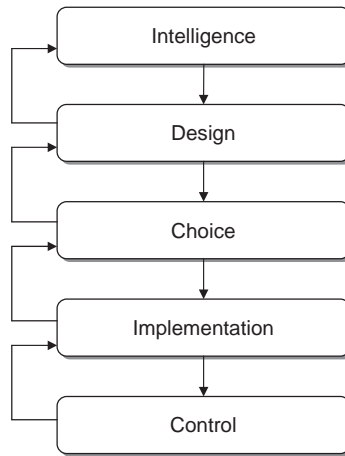 Intelligence
Design
Choice
Implementation
Control